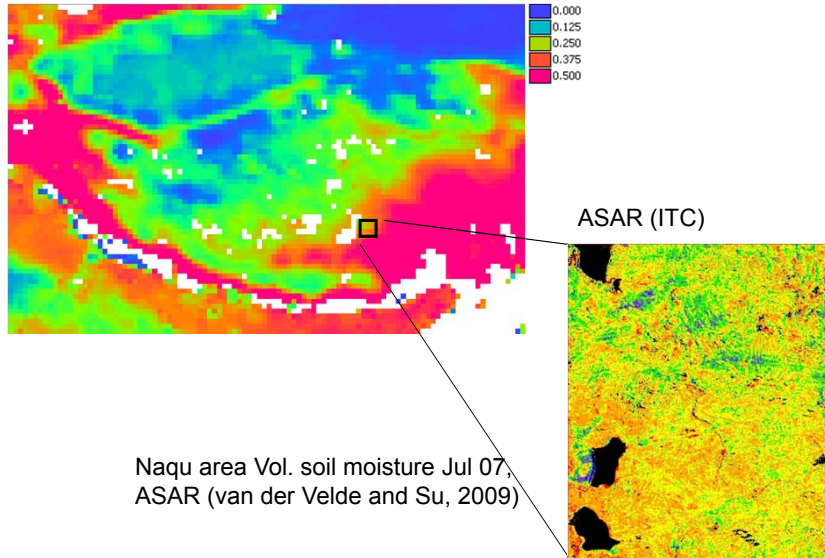 0.000
0.125
0.250
0.375
0.500
ASAR (ITC)
Naqu area Vol. soil moisture Jul 07,
ASAR (van der Velde and Su, 2009)